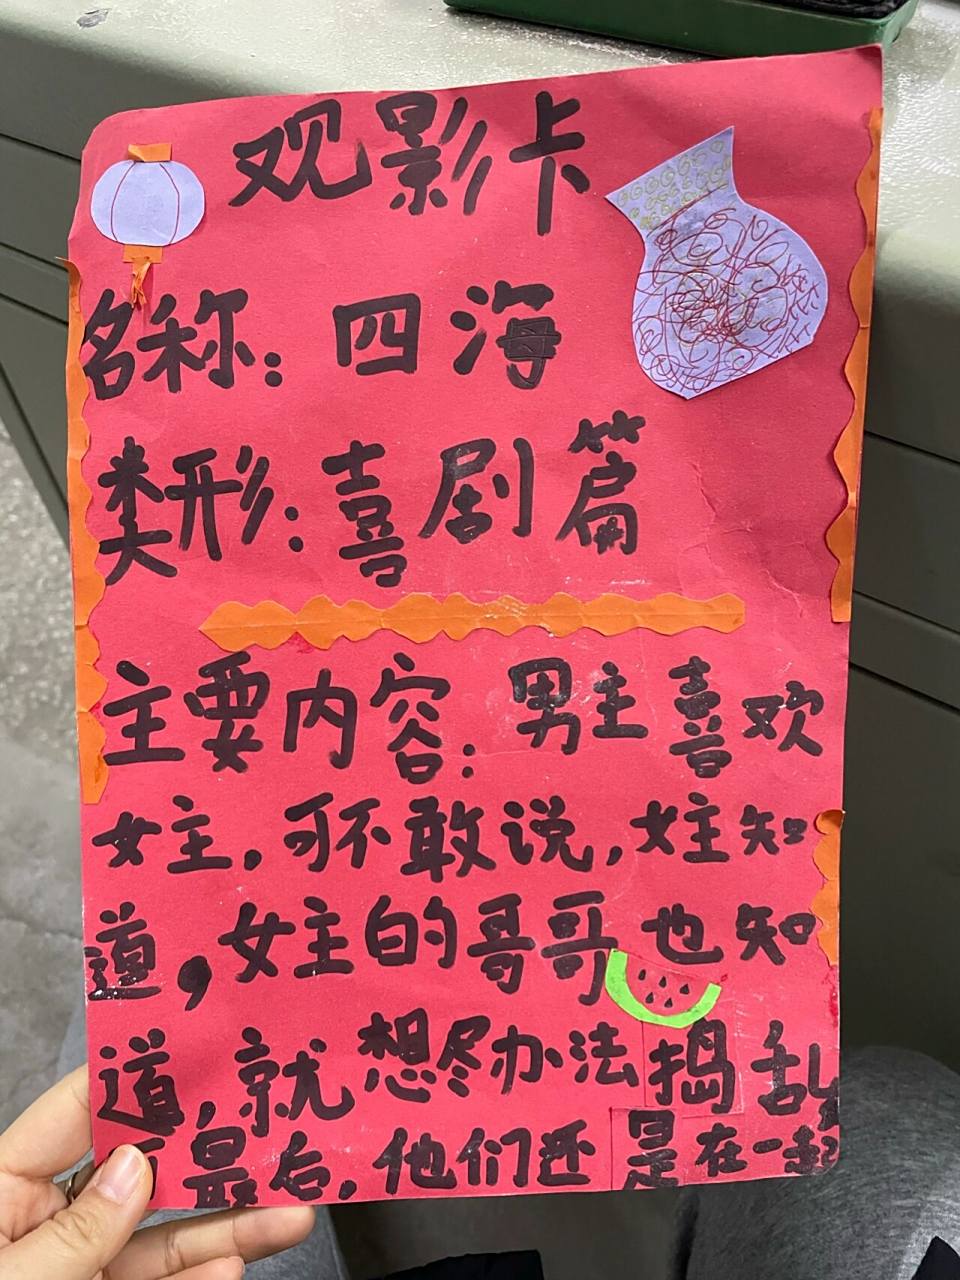 观影卡
名称：四海
类形：喜剧篇
主要内容：男主喜欢
女主，可不敢说，女主知
道，女主白的哥哥也知
道，就想尽办法捣乱
最后，他们还是在一起